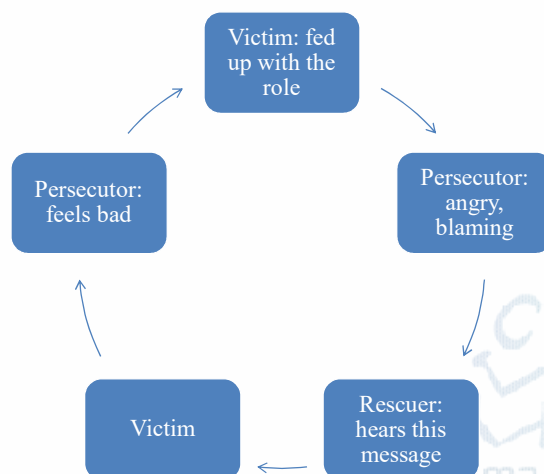 Victim: fed
up with the
role
Persecutor:
angry,
blaming
Rescuer:
hears this
message
Victim
Persecutor:
feels bad